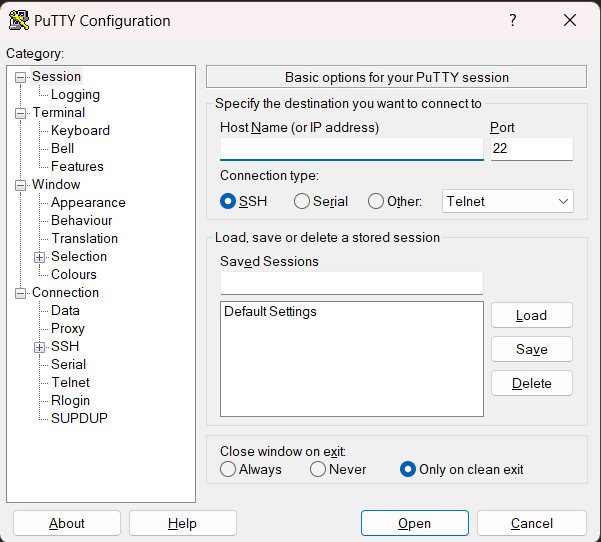 PuTTY Configuration
?
Category:
Session
Logging
Terminal
Keyboard
Bell
Features
Window
Appearance
Behaviour
Translation
Selection
Colours
Connection
Data
Proxy
SSH
Serial
Telnet
Rlogin
SUPDUP
Basic options for your PuTTY session
Specify the destination you want to connect to
Host Name (or IP address)
Port
22
Connection type:
SSH
Serial
Other:
Telnet
Load, save or delete a stored session
Saved Sessions
Default Settings
Load
Save
Delete
Close window on exit:
Always
Never
Only on clean exit
About
Help
Open
Cancel